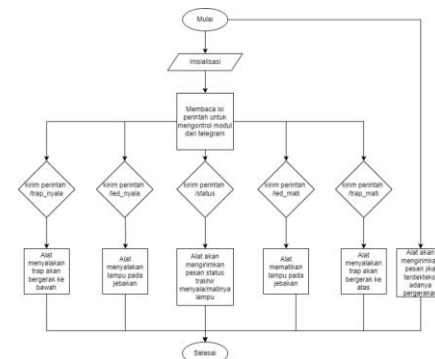 Mulai
Inisialisasi
Membaca isi
perintah untuk
mengontrol modul
dari telegram
kirim perintah
/trap_nyala
kirim perintah
/led_nyala
kirim perintah
/status
kirim perintah
/led_mati
kirim perintah
/trap_mati
Alat
menyalakan
trap akan
bergerak ke
bawah
Alat
menyalakan
lampu pada
jebakan
Alat akan
mengirimkan
pesan status
trakhir
menyala/matinya
lampu
Alat
mematikan
lampu pada
jebakan
Alat
menyalakan
trap akan
bergerak ke
atas
Alat akan
mengirimkan
pesan jika
terdeteksi
adanya
pergerakan
Selesai